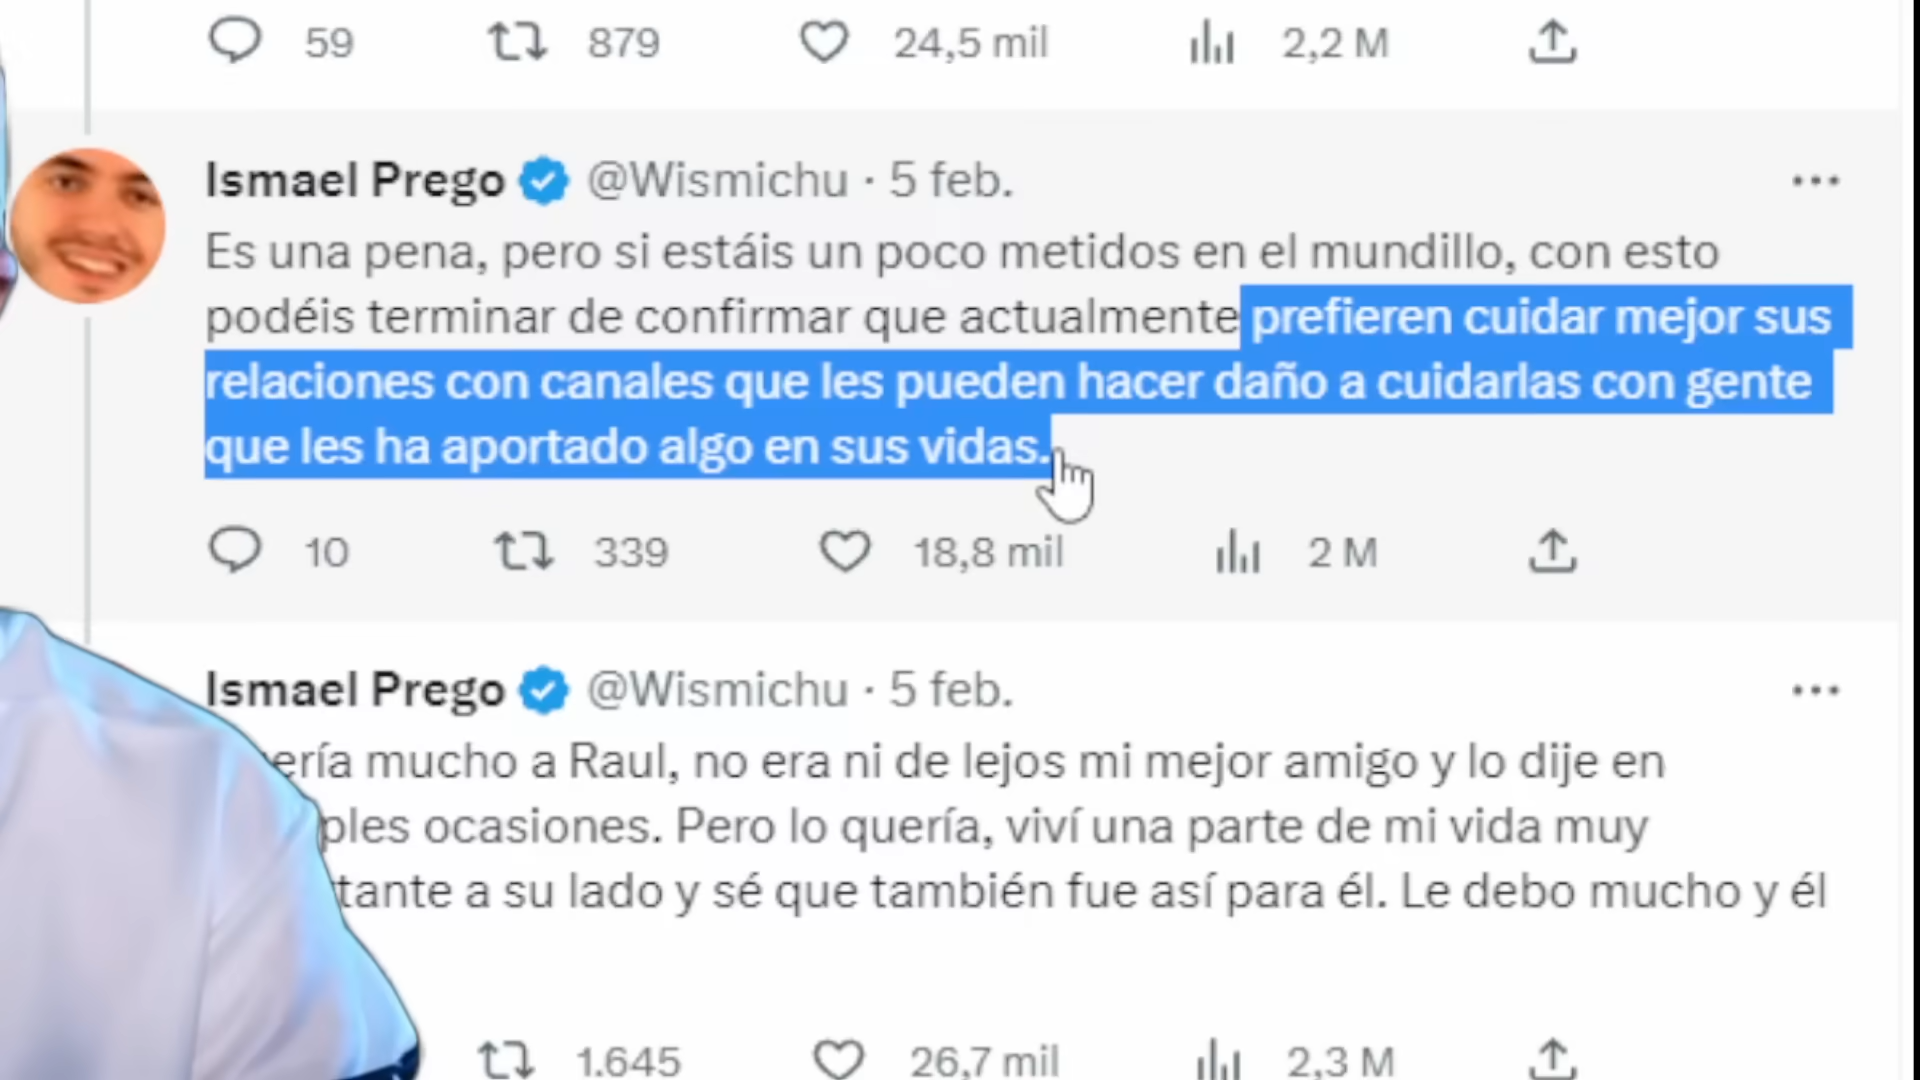 59 879 24,5 mil 2,2 M
Ismael Prego @Wismichu · 5 feb.
Es una pena, pero si estáis un poco metidos en el mundillo, con esto
podéis terminar de confirmar que actualmente prefieren cuidar mejor sus
relaciones con canales que les pueden hacer daño a cuidarlas con gente
que les ha aportado algo en sus vidas.
10 339 18,8 mil 2 M
Ismael Prego @Wismichu · 5 feb.
ería mucho a Raul, no era ni de lejos mi mejor amigo y lo dije en
ples ocasiones. Pero lo quería, viví una parte de mi vida muy
tante a su lado y sé que también fue así para él. Le debo mucho y él
1.645 26,7 mil 2,3 M